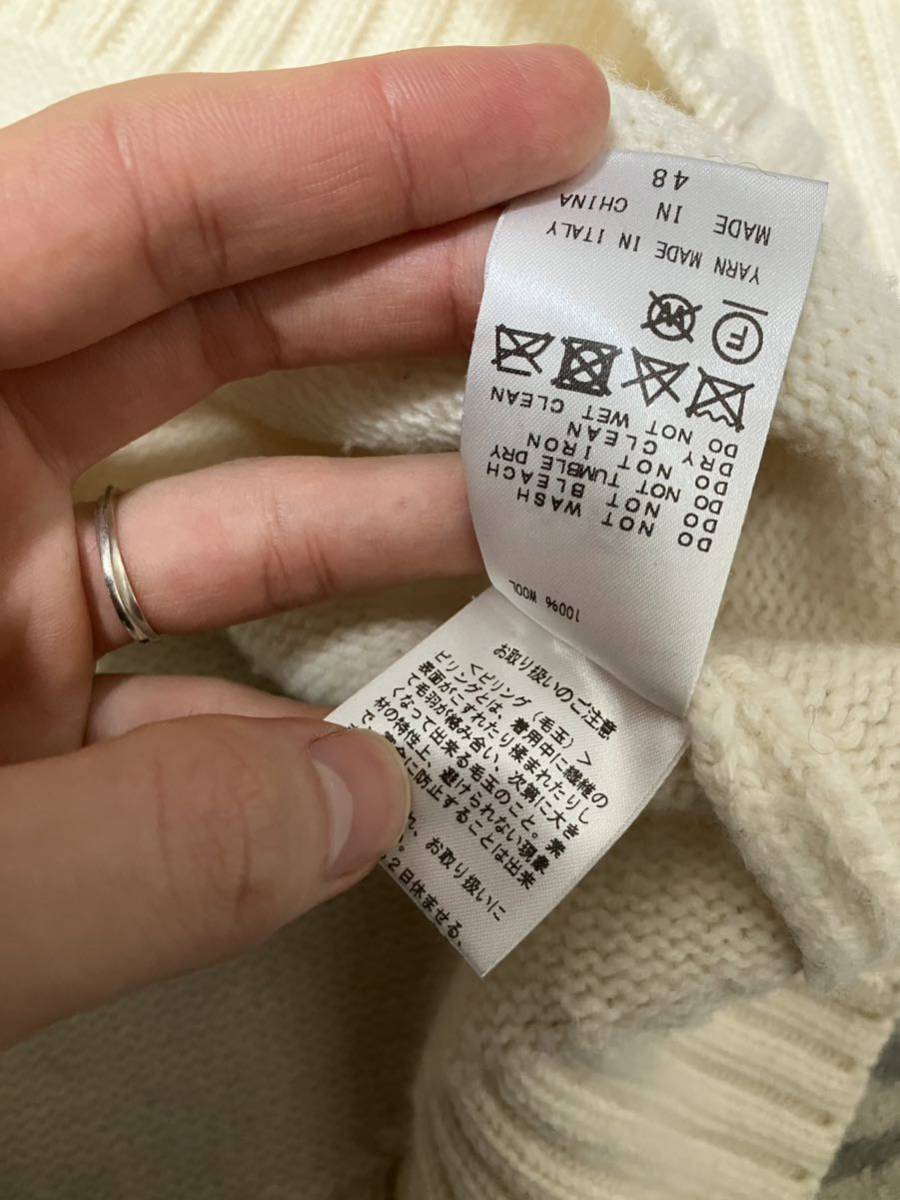 100% WOOL
DO NOT WASH
DO NOT BLEACH
DO NOT TUMBLE DRY
DO NOT IRON
DRY CLEAN
DO NOT WET CLEAN
F W
YARN MADE IN ITALY
MADE IN CHINA
48
お取り扱いのご注意
<ピリング(毛玉)>
ピリングとは、着用中に繊維の
表面がこすれたり揉まれたりし
て毛羽が絡み合い、次第に大き
くなって出来る毛玉のこと。素
材の特性上、避けられない現象
で 全に防止することは出来
お取り扱いに
2日休ませる、